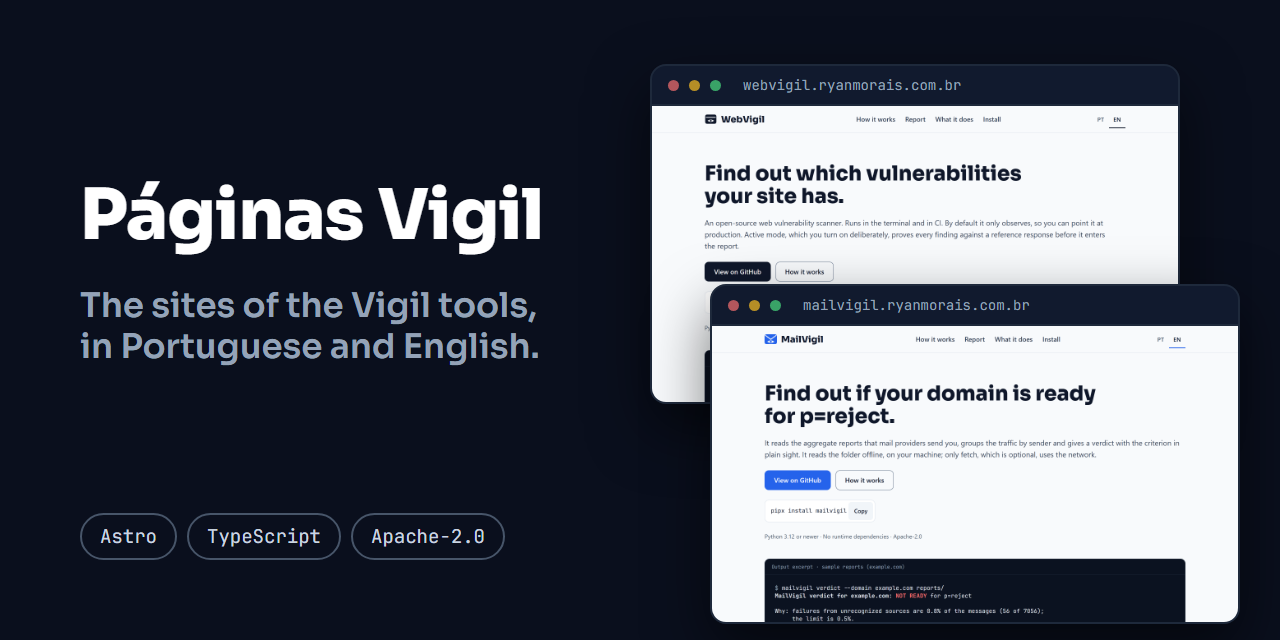 Páginas Vigil
The sites of the Vigil tools,
in Portuguese and English.
Astro
TypeScript
Apache-2.0
webvigil.ryanmorais.com.br
WebVigil
How it works
Report
What it does
Install
PT
EN
Find out which vulnerabilities
your site has.
An open-source web vulnerability scanner. Runs in the terminal and in CI. By default it only observes, so you can point it at
production. Active mode, which you turn on deliberately, proves every finding against a reference response before it enters
the report.
View on GitHub
How it works
mailvigil.ryanmorais.com.br
MailVigil
How it works
Report
What it does
Install
PT
EN
Find out if your domain is ready
for p=reject.
It reads the aggregate reports that mail providers send you, groups the traffic by sender and gives a verdict with the criterion in
plain sight. It reads the folder offline, on your machine; only fetch, which is optional, uses the network.
View on GitHub
How it works
pipx install mailvigil
Copy
Python 3.12 or newer · No runtime dependencies · Apache-2.0
Output excerpt · sample reports (example.com)
$ mailvigil verdict --domain example.com reports/
MailVigil verdict for example.com: NOT READY for p=reject
Why: failures from unrecognized sources are 0.8% of the messages (56 of 7056);
the limit is 0.5%.